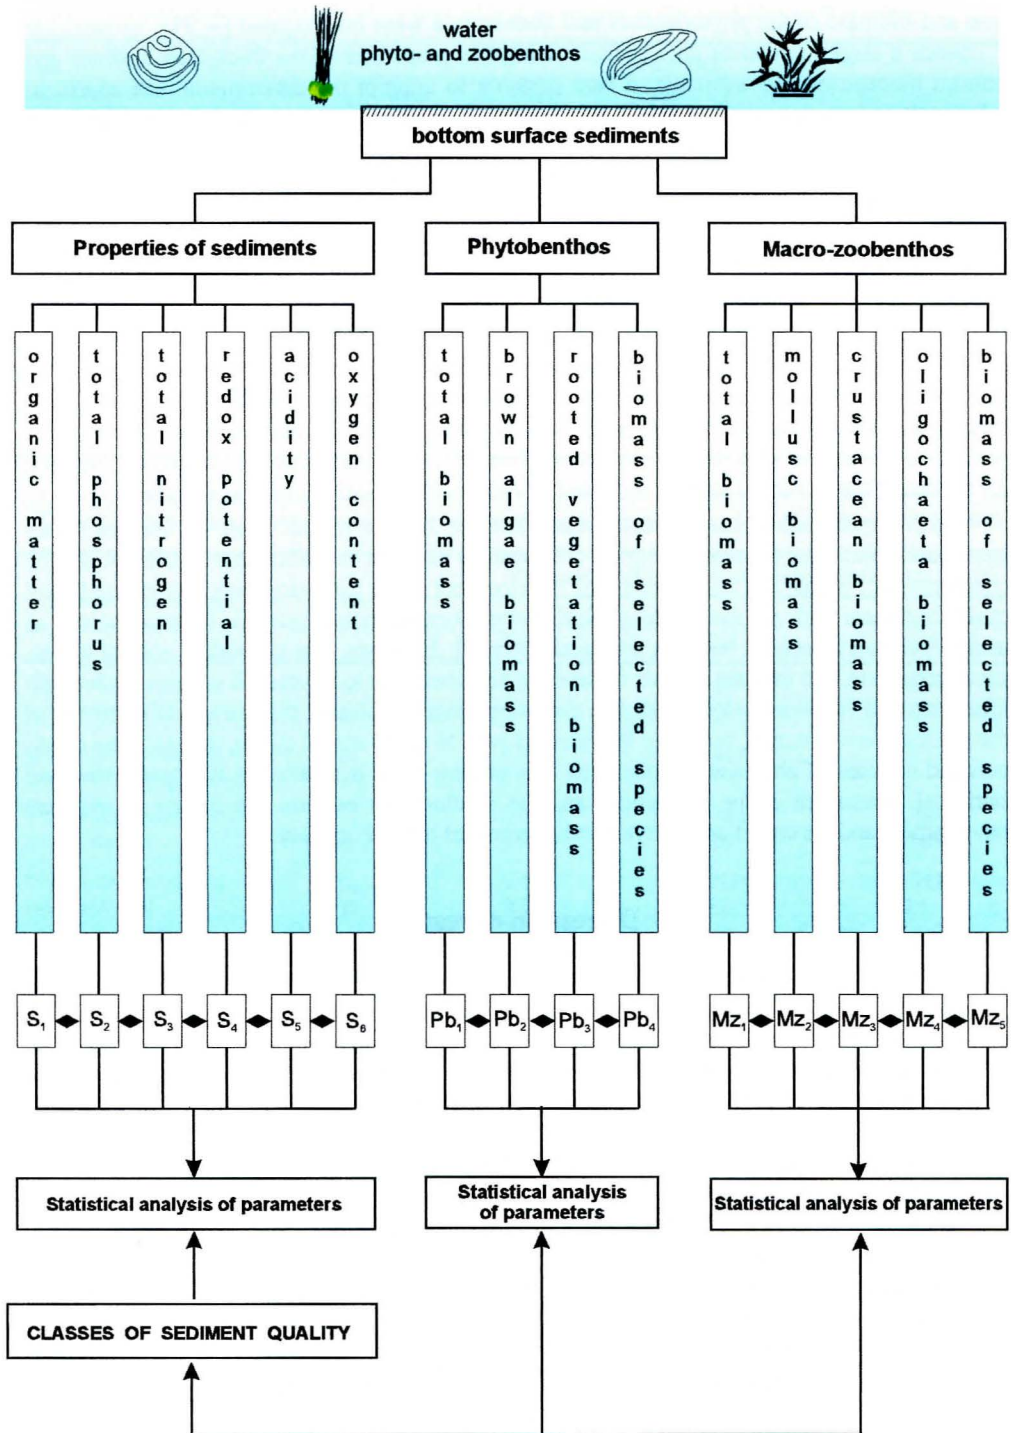 water
phyto- and zoobenthos
bottom surface sediments
Properties of sediments
Phytobenthos
Macro-zoobenthos
organic matter
total phosphorus
total nitrogen
redox potential
acidity
oxygen content
total biomass
brown algae biomass
rooted vegetation biomass
biomass of selected species
total biomass
mollusc biomass
crustacean biomass
oligochaeta biomass
biomass of selected species
S₁ S₂ S₃ S₄ S₅ S₆
Pb₁ Pb₂ Pb₃ Pb₄
Mz₁ Mz₂ Mz₃ Mz₄ Mz₅
Statistical analysis of parameters
Statistical analysis
of parameters
Statistical analysis of parameters
CLASSES OF SEDIMENT QUALITY